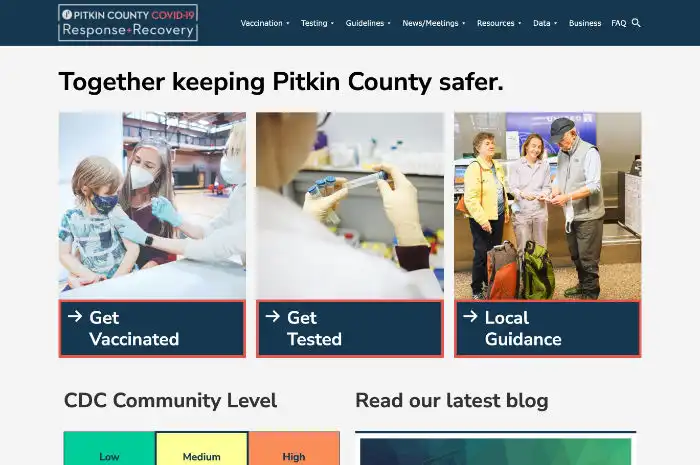 PITKIN COUNTY COVID-19
Response+Recovery
Vaccination
Testing
Guidelines
News/Meetings
Resources
Data
Business
FAQ
Together keeping Pitkin County safer.
→ Get
Vaccinated
→ Get
Tested
→ Local
Guidance
CDC Community Level
Read our latest blog
Low
Medium
High